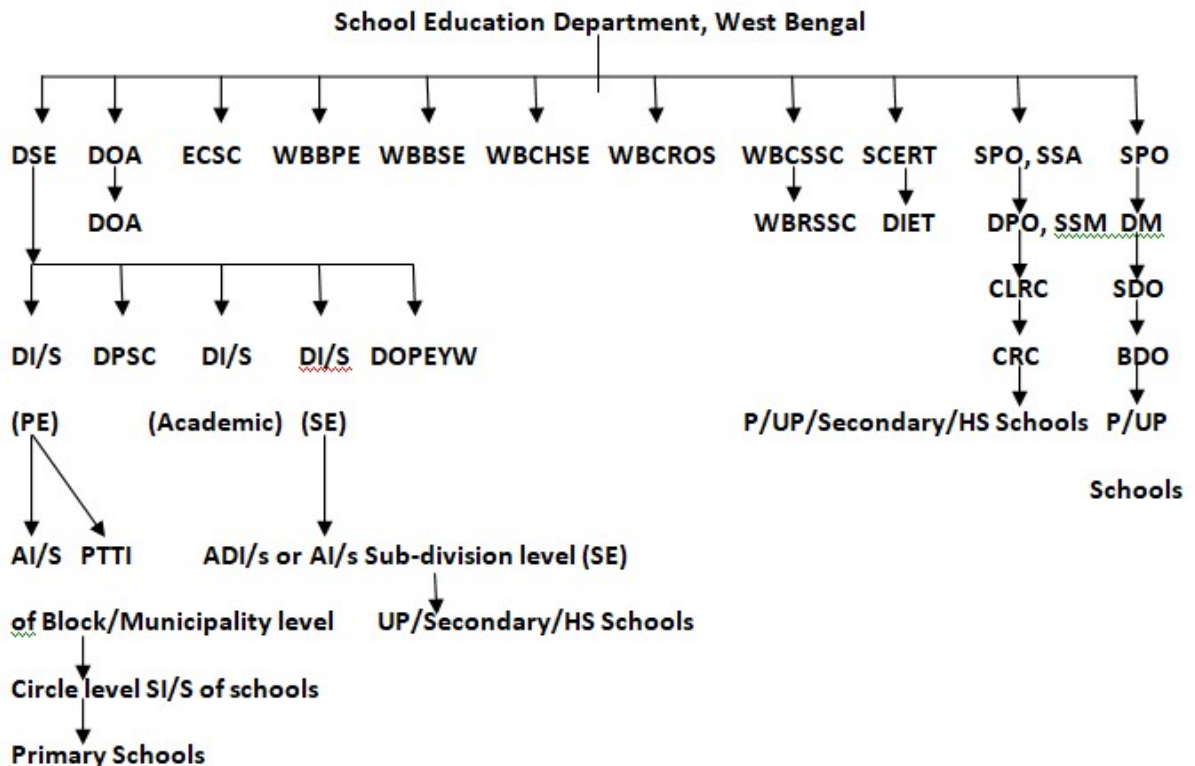 School Education Department, West Bengal
DSE DOA ECSC WBBPE WBBSE WBCHSE WBCROS WBCSSC SCERT SPO, SSA SPO
DOA WBRSSC DIET DPO, SSM DM
CLRC SDO
DI/S DPSC DI/S DI/S DOPEYW CRC BDO
(PE) (Academic) (SE) P/UP/Secondary/HS Schools P/UP
Schools
AI/S PTTI ADI/s or AI/s Sub-division level (SE)
of Block/Municipality level UP/Secondary/HS Schools
Circle level SI/S of schools
Primary Schools